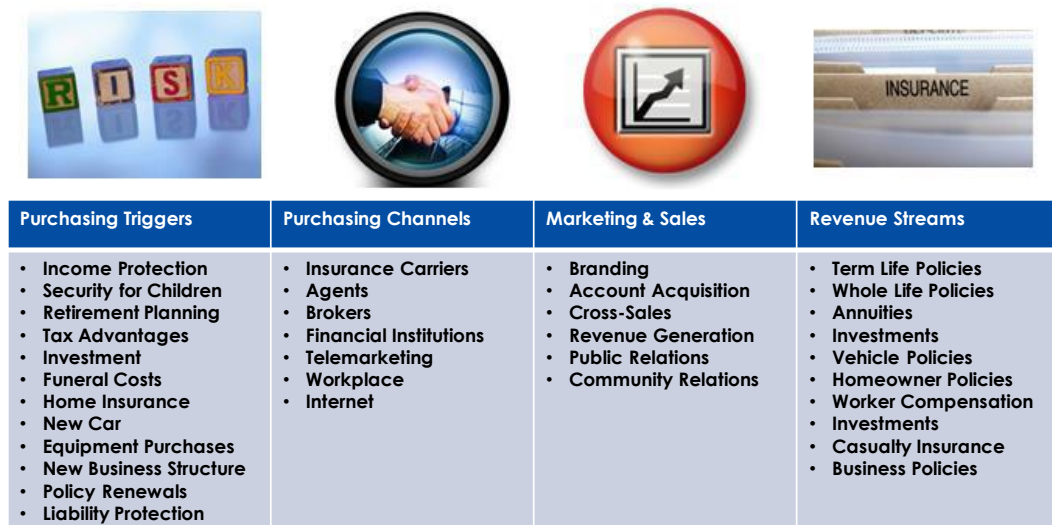 RISK
INSURANCE
Purchasing Triggers
• Income Protection
• Security for Children
• Retirement Planning
• Tax Advantages
• Investment
• Funeral Costs
• Home Insurance
• New Car
• Equipment Purchases
• New Business Structure
• Policy Renewals
• Liability Protection
Purchasing Channels
• Insurance Carriers
• Agents
• Brokers
• Financial Institutions
• Telemarketing
• Workplace
• Internet
Marketing & Sales
• Branding
• Account Acquisition
• Cross-Sales
• Revenue Generation
• Public Relations
• Community Relations
Revenue Streams
• Term Life Policies
• Whole Life Policies
• Annuities
• Investments
• Vehicle Policies
• Homeowner Policies
• Worker Compensation
• Investments
• Casualty Insurance
• Business Policies